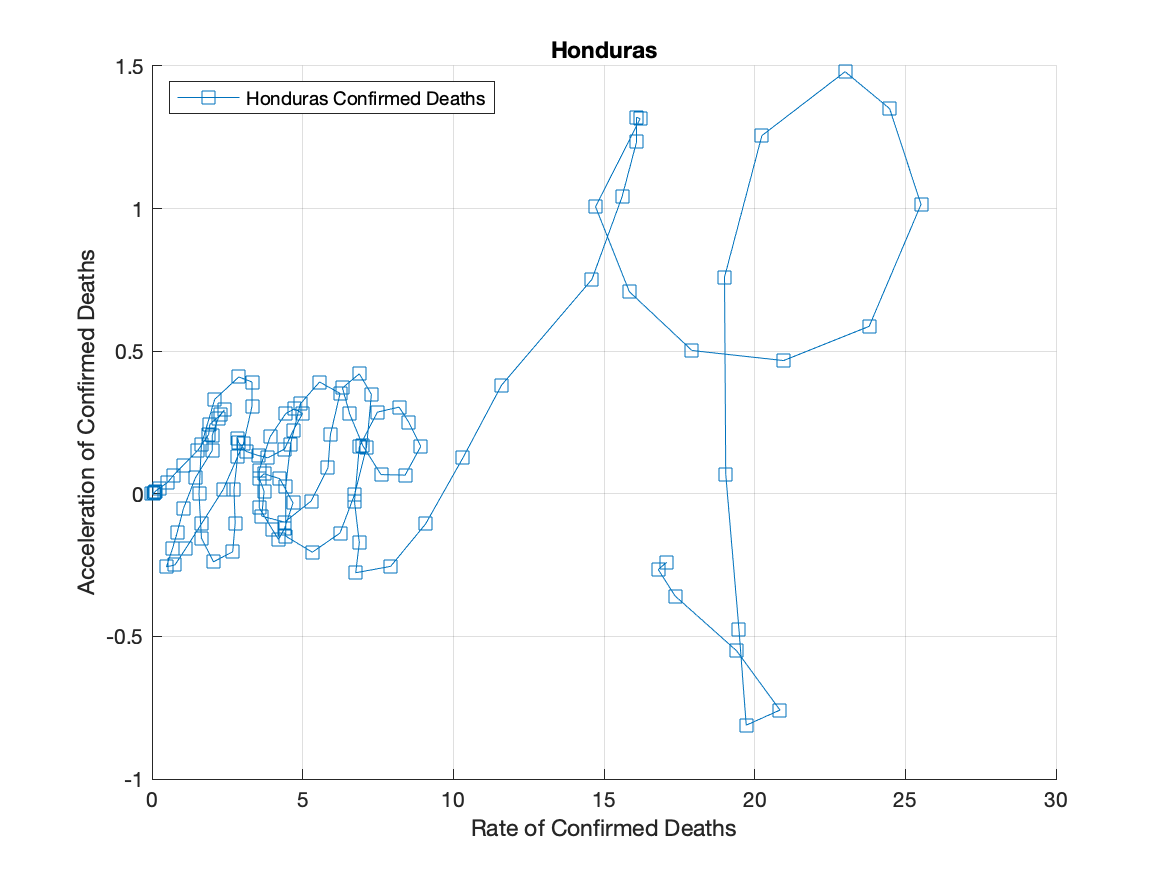 Honduras
1.5
Honduras Confirmed Deaths
1
0.5
0
-0.5
-1
Acceleration of Confirmed Deaths
0 5 10 15 20 25 30
Rate of Confirmed Deaths